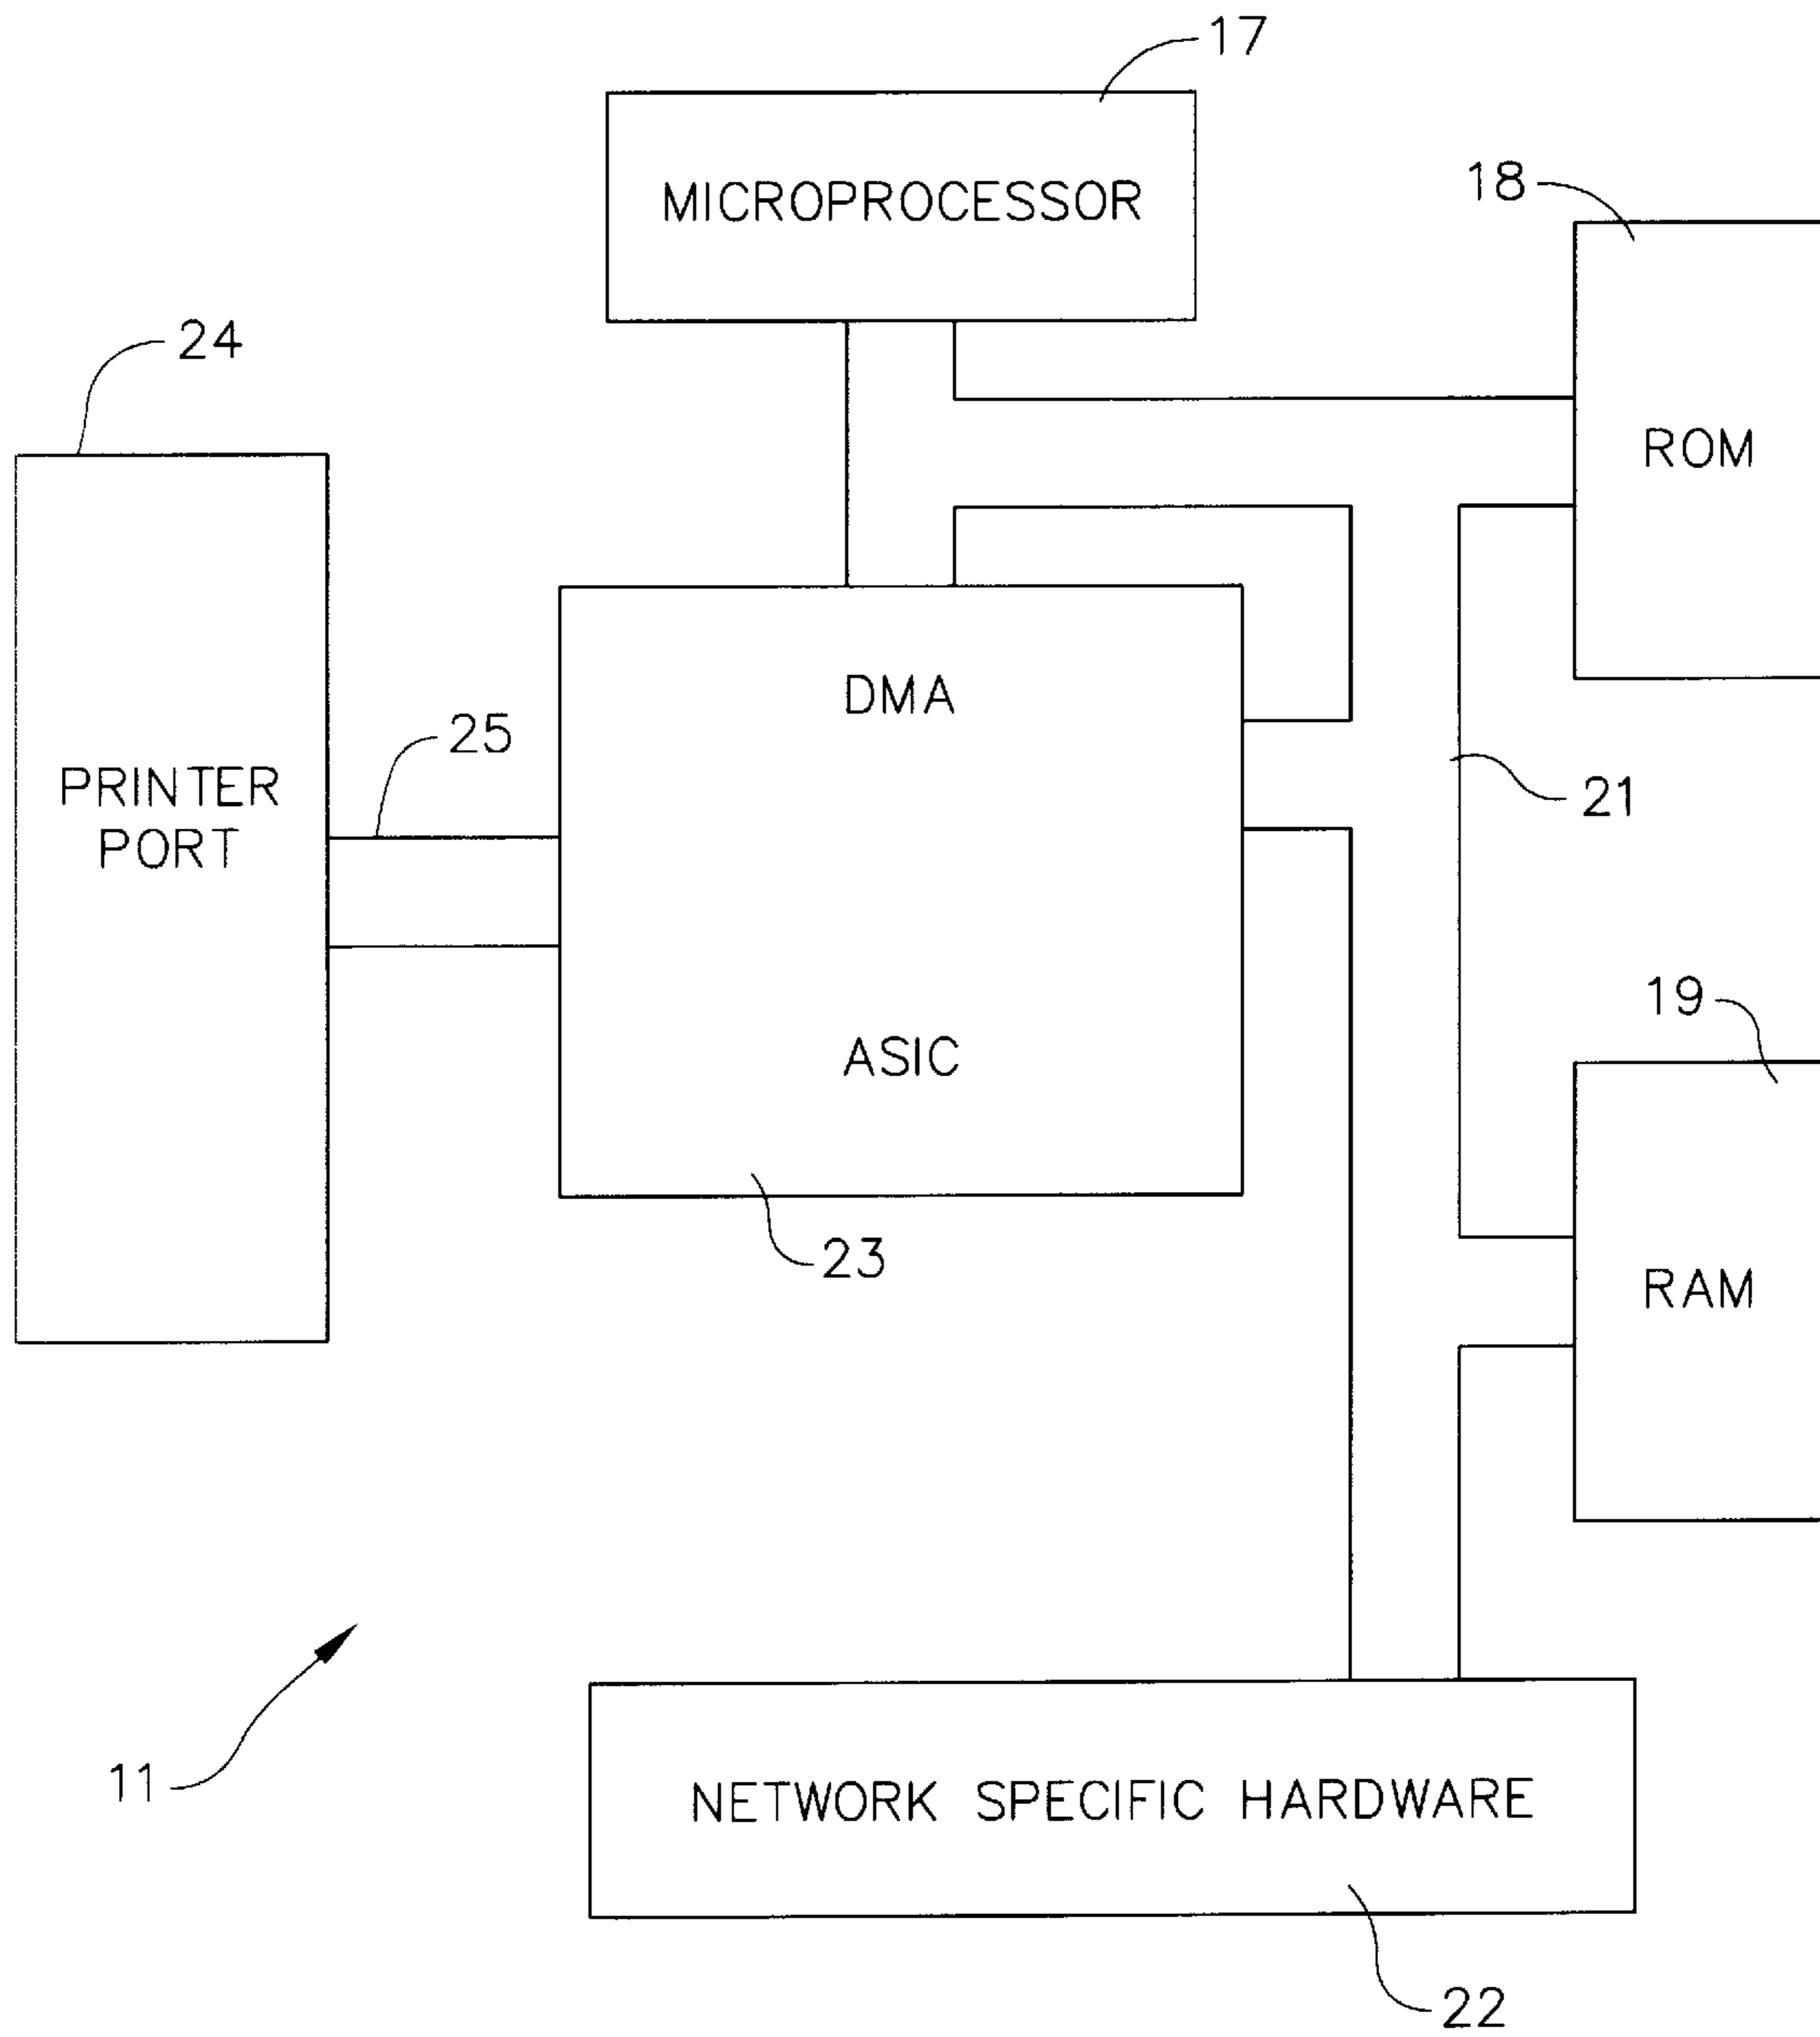 17
MICROPROCESSOR
18
24
ROM
DMA
25
PRINTER
PORT
21
19
ASIC
23
RAM
11
NETWORK SPECIFIC HARDWARE
22